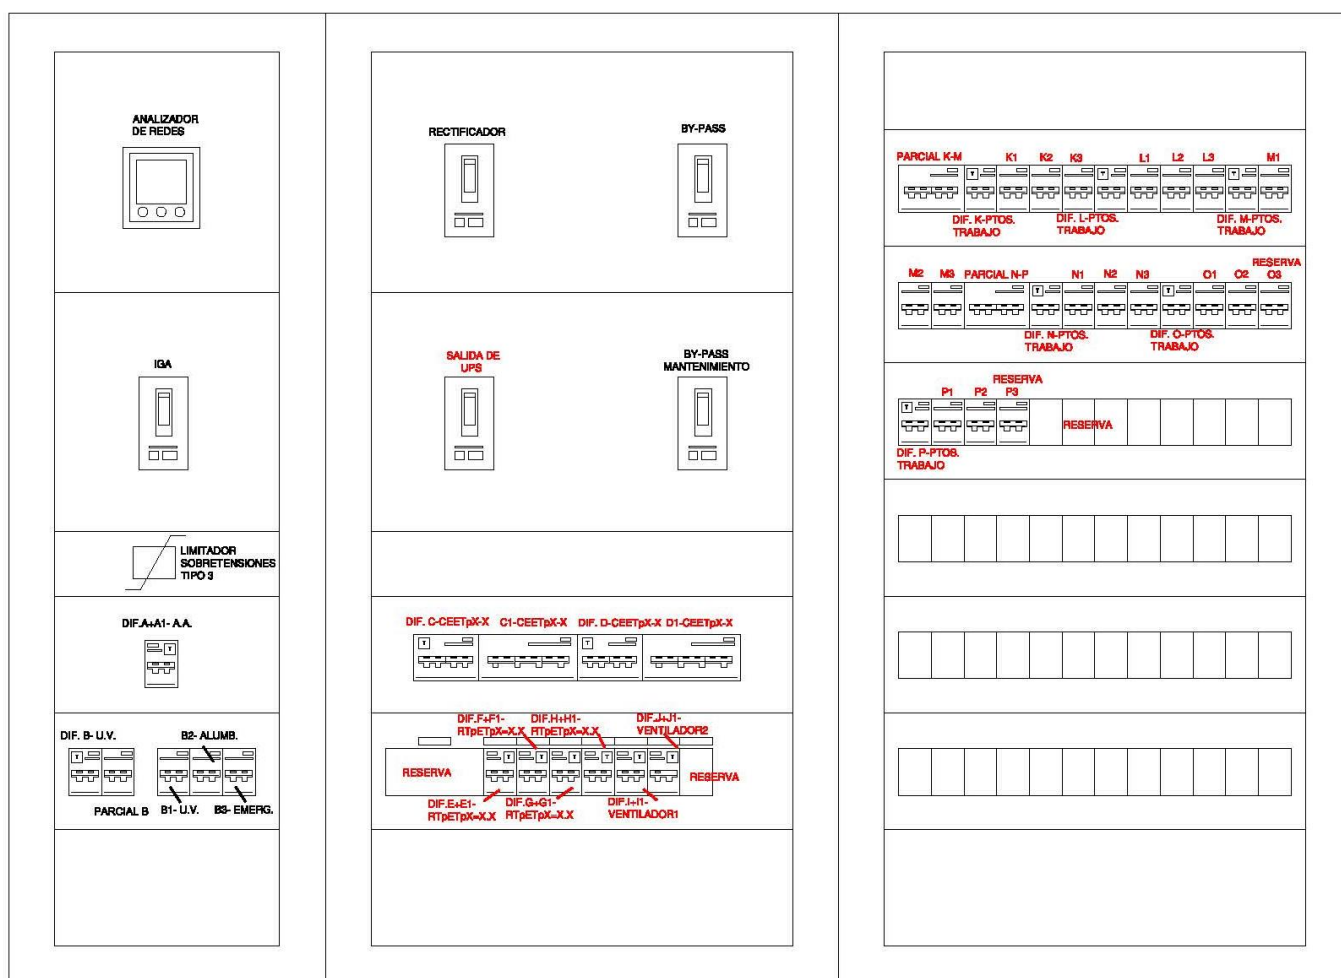 ANALIZADOR
DE REDES
IGA
LIMITADOR
SOBRETENSIONES
TIPO 3
DIF.A+A1- A.A.
T
DIF. B- U.V.
B2- ALUMB.
T
PARCIAL B
B1- U.V.
B3- EMERG.
RECTIFICADOR
BY-PASS
SALIDA DE
UPS
BY-PASS
MANTENIMIENTO
DIF. C-CEETpX-X
C1-CEETpX-X
DIF. D-CEETpX-X
D1-CEETpX-X
T
T
DIF.F+F1-
RTpETpX=X.X
DIF.H+H1-
RTpETpX=X.X
DIF.J+J1-
VENTILADOR2
RESERVA
T
T
T
T
T
T
RESERVA
DIF.E+E1-
RTpETpX=X.X
DIF.G+G1-
RTpETpX=X.X
DIF.I+I1-
VENTILADOR1
PARCIAL K-M
K1
K2
K3
L1
L2
L3
M1
T
T
T
DIF. K-PTOS.
TRABAJO
DIF. L-PTOS.
TRABAJO
DIF. M-PTOS.
TRABAJO
M2
M3
PARCIAL N-P
N1
N2
N3
O1
O2
RESERVA
O3
T
T
DIF. N-PTOS.
TRABAJO
DIF. O-PTOS.
TRABAJO
P1
P2
RESERVA
P3
T
RESERVA
DIF. P-PTOS.
TRABAJO